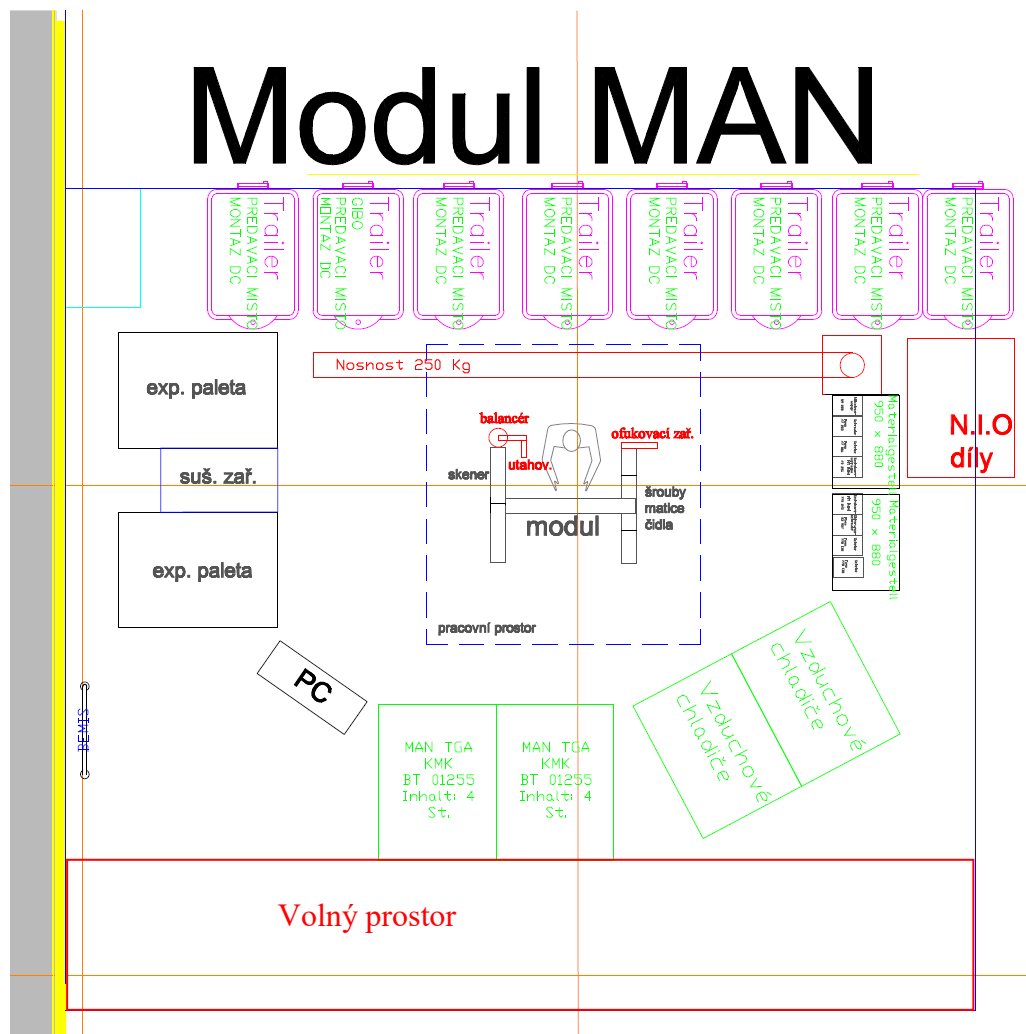 Modul MAN
Trailer
PREDAVACI MISTO
MONTAZ DC
Trailer
GIBO
PREDAVACI MISTO
MONTAZ DC
Trailer
PREDAVACI MISTO
MONTAZ DC
Trailer
PREDAVACI MISTO
MONTAZ DC
Trailer
PREDAVACI MISTO
MONTAZ DC
Trailer
PREDAVACI MISTO
MONTAZ DC
Trailer
PREDAVACI MISTO
MONTAZ DC
Trailer
PREDAVACI MISTO
MONTAZ DC
Nosnost 250 Kg
exp. paleta
suš. zař.
exp. paleta
balancér
utahov.
skener
ofukovací zař.
šrouby
matice
čidla
modul
pracovní prostor
Materialgestell
950 x 880
Materialgestell
950 x 880
N.I.O
díly
PC
BEMIS
MAN TGA
KMK
BT 01255
Inhalt: 4
St.
MAN TGA
KMK
BT 01255
Inhalt: 4
St.
Vzduchové
chladiče
Vzduchové
chladiče
Volný prostor